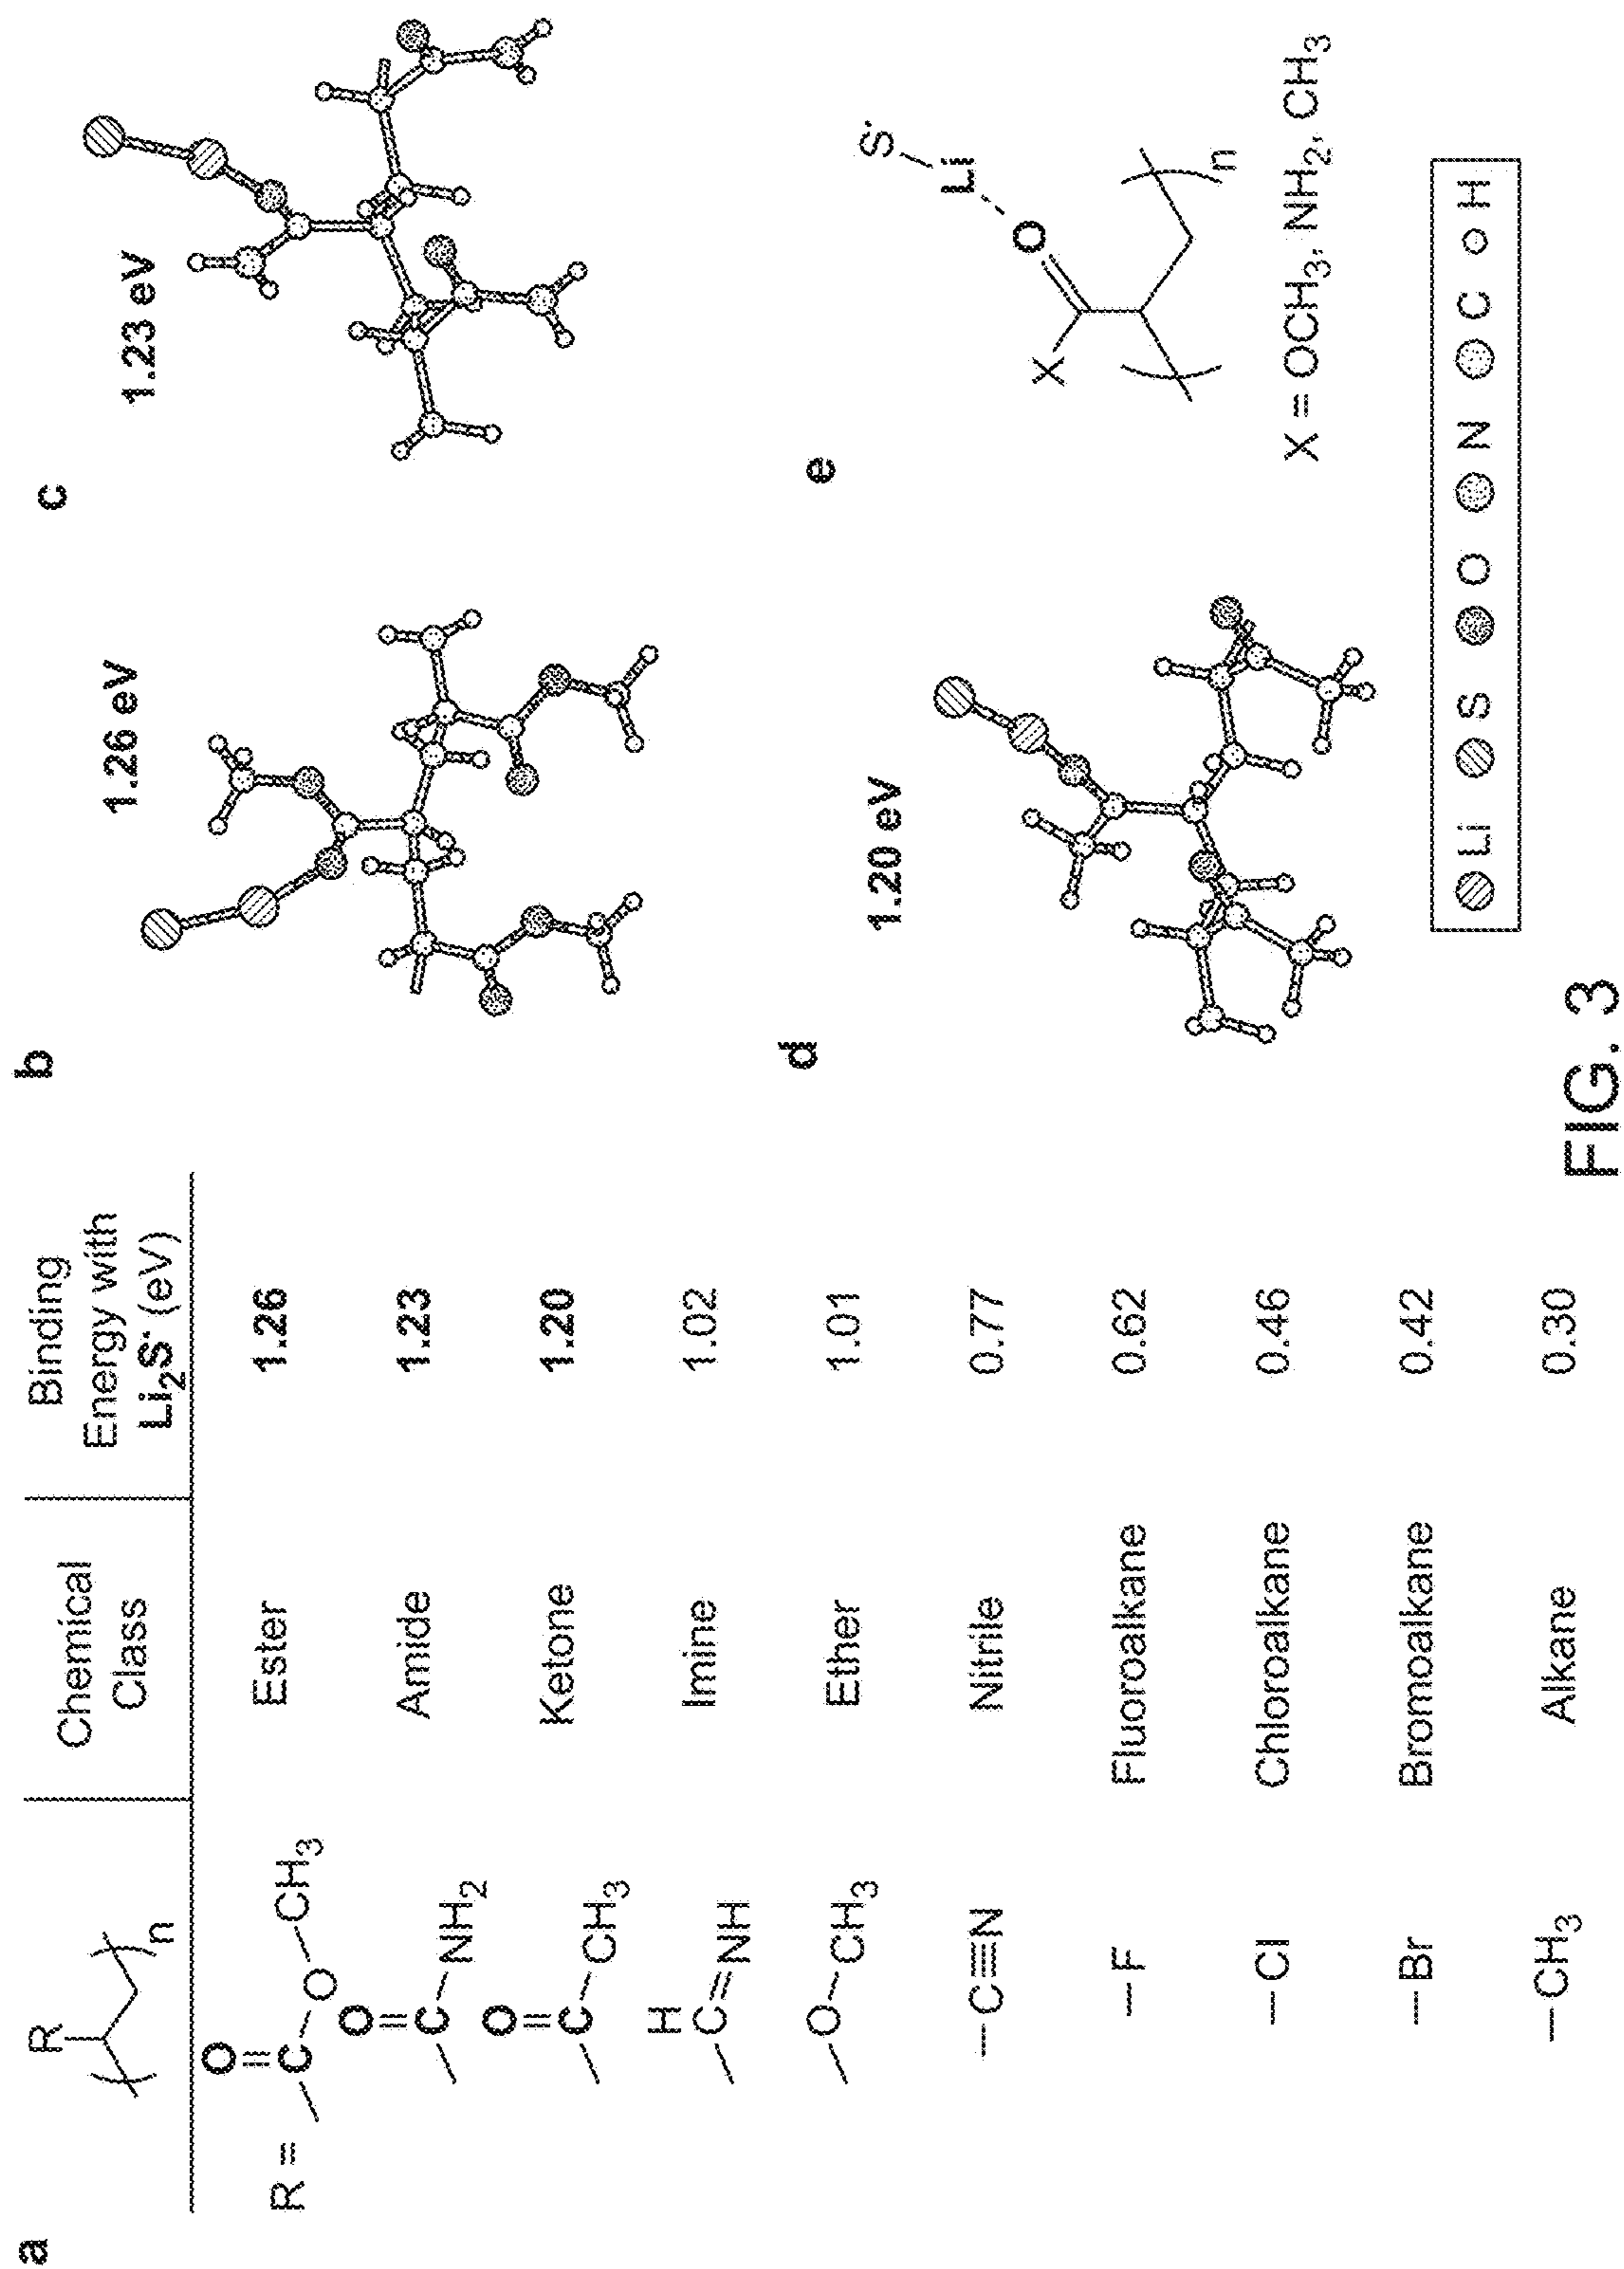 a
R
n
Chemical
Class
Binding
Energy with
Li2S· (eV)
R =
O
C
O
CH3
Ester
1.26
O
C
NH2
Amide
1.23
O
C
CH3
Ketone
1.20
H
C
NH
Imine
1.02
O
CH3
Ether
1.01
–C≡N
Nitrile
0.77
–F
Fluoroalkane
0.62
–Cl
Chloroalkane
0.46
–Br
Bromoalkane
0.42
–CH3
Alkane
0.30
b
1.26 eV
c
1.23 eV
d
1.20 eV
e
S·
Li
O
X
n
X = OCH3, NH2, CH3
Li S O N C H
FIG. 3